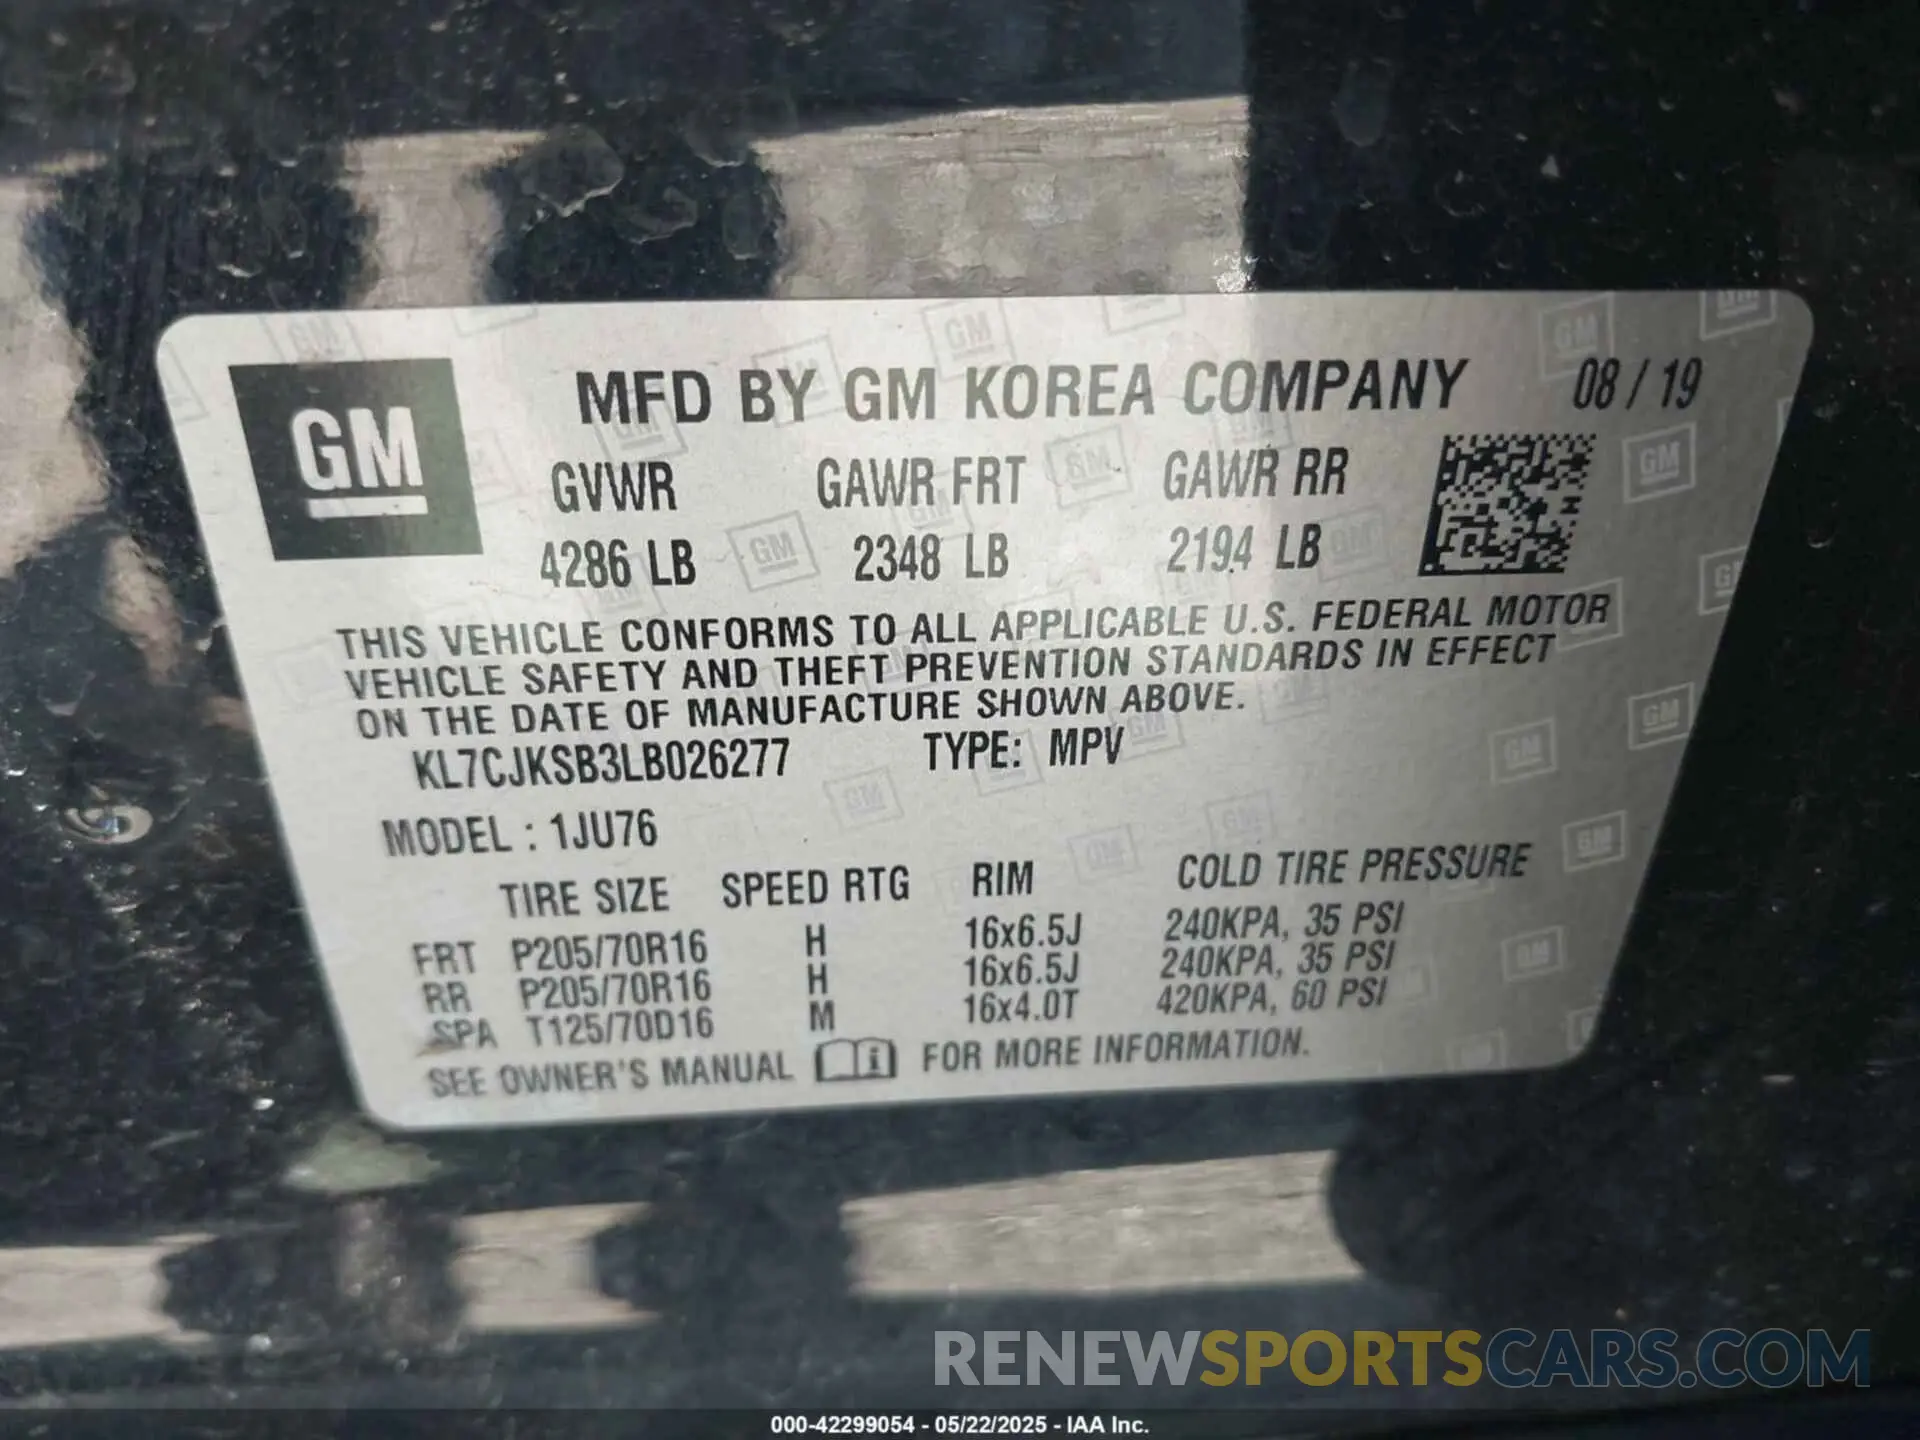 GM
MFD BY GM KOREA COMPANY 08 / 19
GVWR GAWR FRT GAWR RR
4286 LB 2348 LB 2194 LB
THIS VEHICLE CONFORMS TO ALL APPLICABLE U.S. FEDERAL MOTOR
VEHICLE SAFETY AND THEFT PREVENTION STANDARDS IN EFFECT
ON THE DATE OF MANUFACTURE SHOWN ABOVE.
KL7CJKSB3LB026277 TYPE: MPV
MODEL : 1JU76
TIRE SIZE SPEED RTG RIM COLD TIRE PRESSURE
FRT P205/70R16 H 16x6.5J 240KPA, 35 PSI
RR P205/70R16 H 16x6.5J 240KPA, 35 PSI
SPA T125/70D16 M 16x4.0T 420KPA, 60 PSI
SEE OWNER'S MANUAL i FOR MORE INFORMATION.
RENEWSPORTSCARS.COM
000-42299054 - 05/22/2025 - IAA Inc.